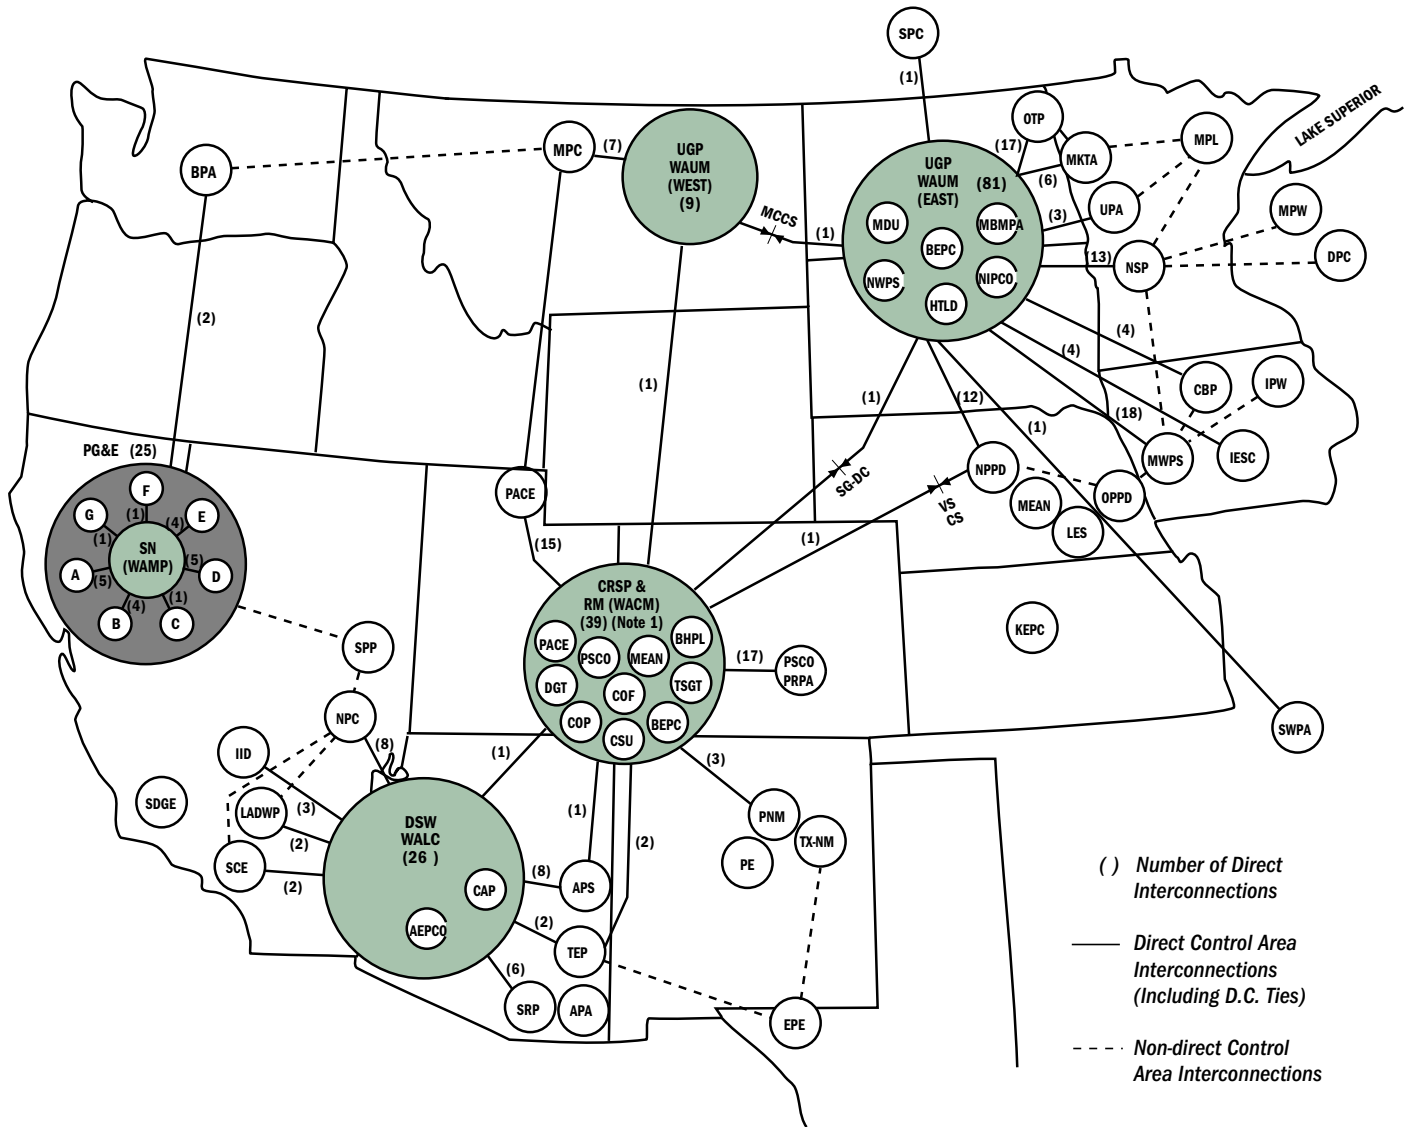 SPC
(1)
LAKE SUPERIOR
OTP
(17)
MKTA
(6)
MPL
MPC
(7)
UGP
WAUM
(WEST)
(9)
UGP
WAUM
(EAST)
(81)
MDU
MBMPA
BEPC
NWPS
NIPCO
HTLD
BPA
UPA
(3)
MPW
MCCS
(1)
(13)
NSP
DPC
(2)
(4)
(4)
(1)
(1)
(12)
(18)
(1)
CBP
IPW
PG&E (25)
F
G
E
(1)
(4)
(1)
SN
(WAMP)
A
(5)
(5)
D
(4)
(1)
B
C
MWPS
IESC
SG-DC
VS
CS
NPPD
OPPD
MEAN
LES
PACE
(15)
(1)
CRSP &
RM (WACM)
(39) (Note 1)
PACE
PSCO
MEAN
BHPL
DGT
COF
TSGT
COP
CSU
BEPC
(17)
PSCO
PRPA
KEPC
SPP
NPC
(8)
SWPA
IID
(3)
SDGE
LADWP
(2)
SCE
(2)
(1)
(3)
DSW
WALC
(26 )
CAP
AEPCO
(1)
(2)
PNM
TX-NM
PE
(8)
APS
(2)
TEP
(6)
SRP
APA
EPE
( ) Number of Direct
Interconnections
Direct Control Area
Interconnections
(Including D.C. Ties)
Non-direct Control
Area Interconnections